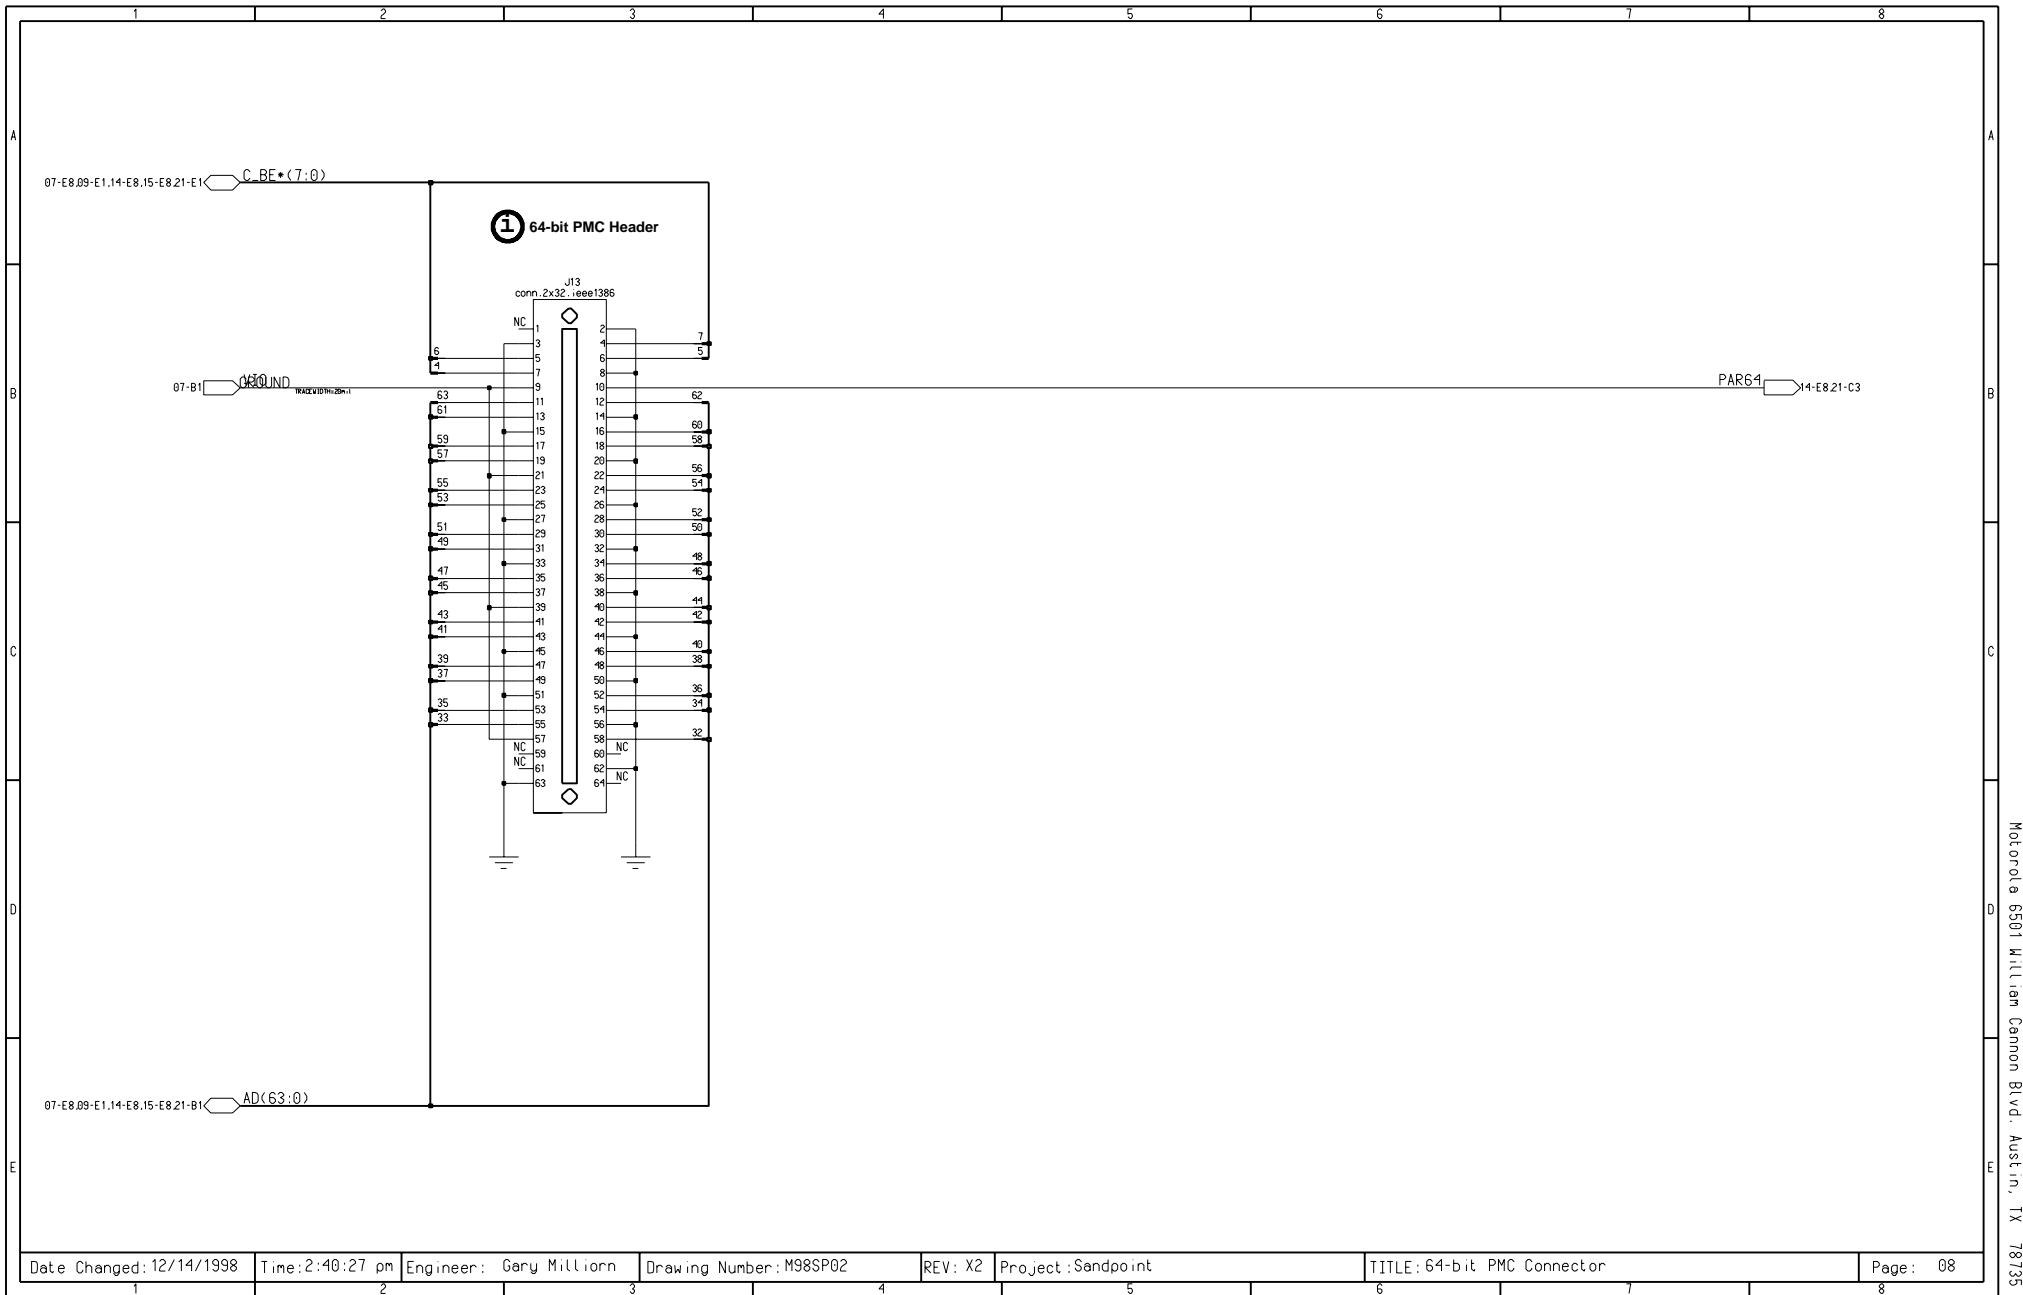 1 2 3 4 5 6 7 8
A A
07-E8.09-E1.14-E8.15-E8.21-E1 C_BE*(7:0)
i 64-bit PMC Header
J13
conn.2x32.ieee1386
NC 1 2
3 4 7
6 5 6 5
4 7 8
07-B1 GROUND 9 10 PAR64 14-E8.21-C3
TRACEWIDTH=20mil
B B
63 11 12 62
61 13 14
15 16 60
59 17 18 58
57 19 20
21 22 56
55 23 24 54
53 25 26
27 28 52
51 29 30 50
49 31 32
33 34 48
47 35 36 46
45 37 38
39 40 44
43 41 42 42
41 43 44
45 46 40
C C
39 47 48 38
37 49 50
51 52 36
35 53 54 34
33 55 56
57 58 32
NC 59 60 NC
NC 61 62
63 64 NC
D D
07-E8.09-E1.14-E8.15-E8.21-B1 AD(63:0)
E E
Motorola 6501 William Cannon Blvd. Austin, TX 78735
Date Changed: 12/14/1998 Time: 2:40:27 pm Engineer: Gary Milliorn Drawing Number: M98SP02 REV: X2 Project: Sandpoint TITLE: 64-bit PMC Connector Page: 08
1 2 3 4 5 6 7 8